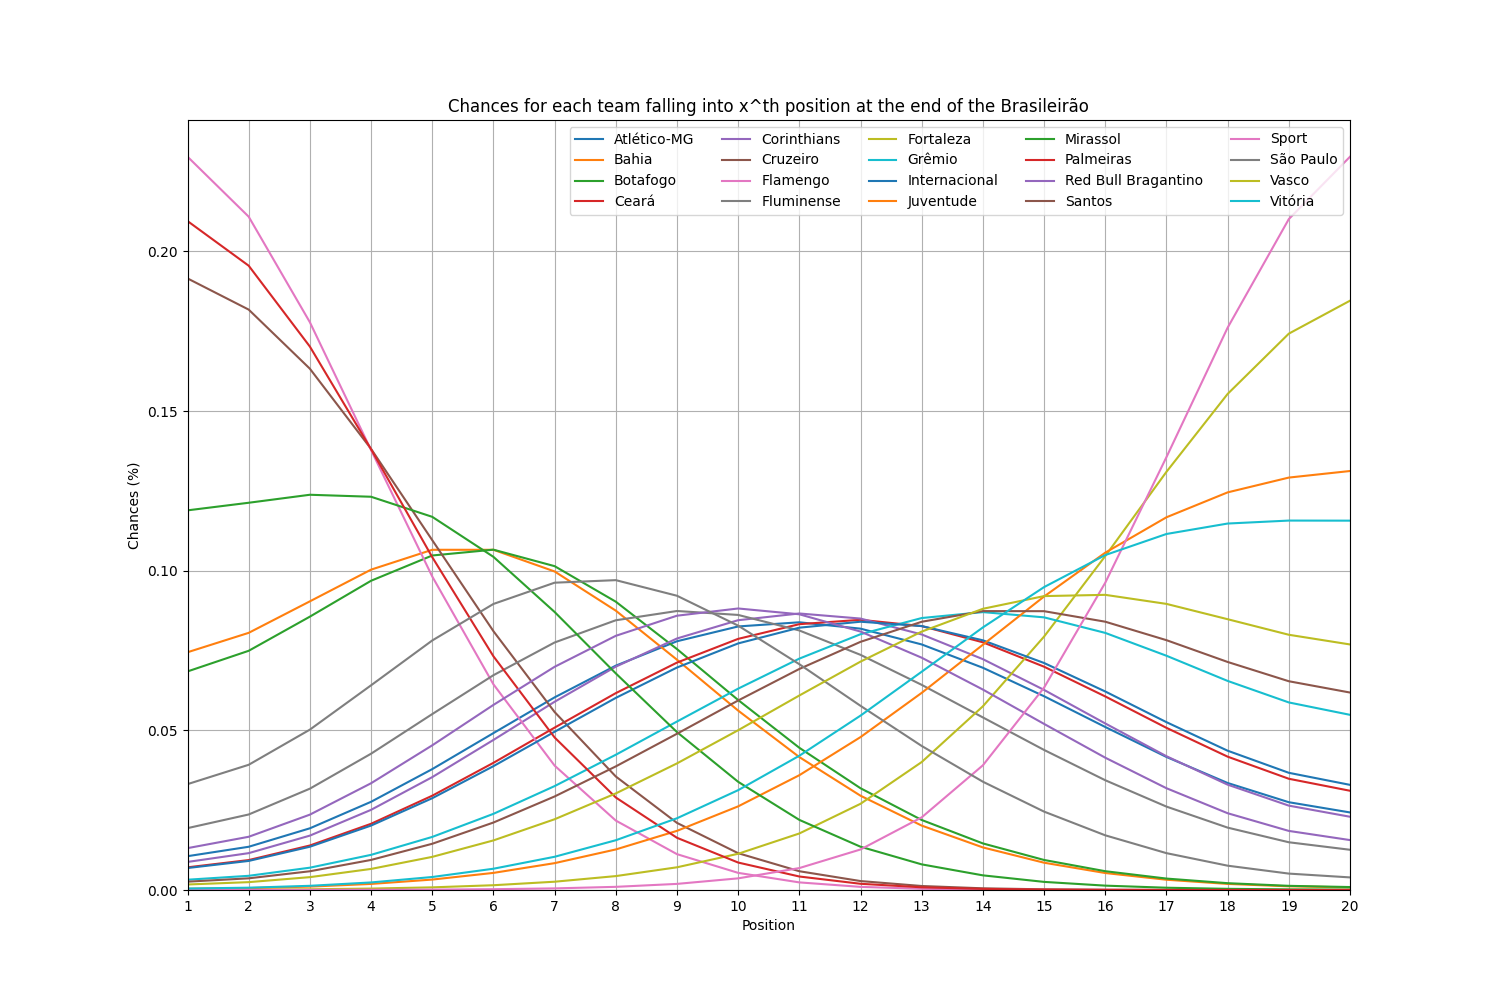 Chances for each team falling into x^th position at the end of the Brasileirão
Atlético-MG
Bahia
Botafogo
Ceará
Corinthians
Cruzeiro
Flamengo
Fluminense
Fortaleza
Grêmio
Internacional
Juventude
Mirassol
Palmeiras
Red Bull Bragantino
Santos
Sport
São Paulo
Vasco
Vitória
Chances (%)
0.20
0.15
0.10
0.05
0.00
1 2 3 4 5 6 7 8 9 10 11 12 13 14 15 16 17 18 19 20
Position